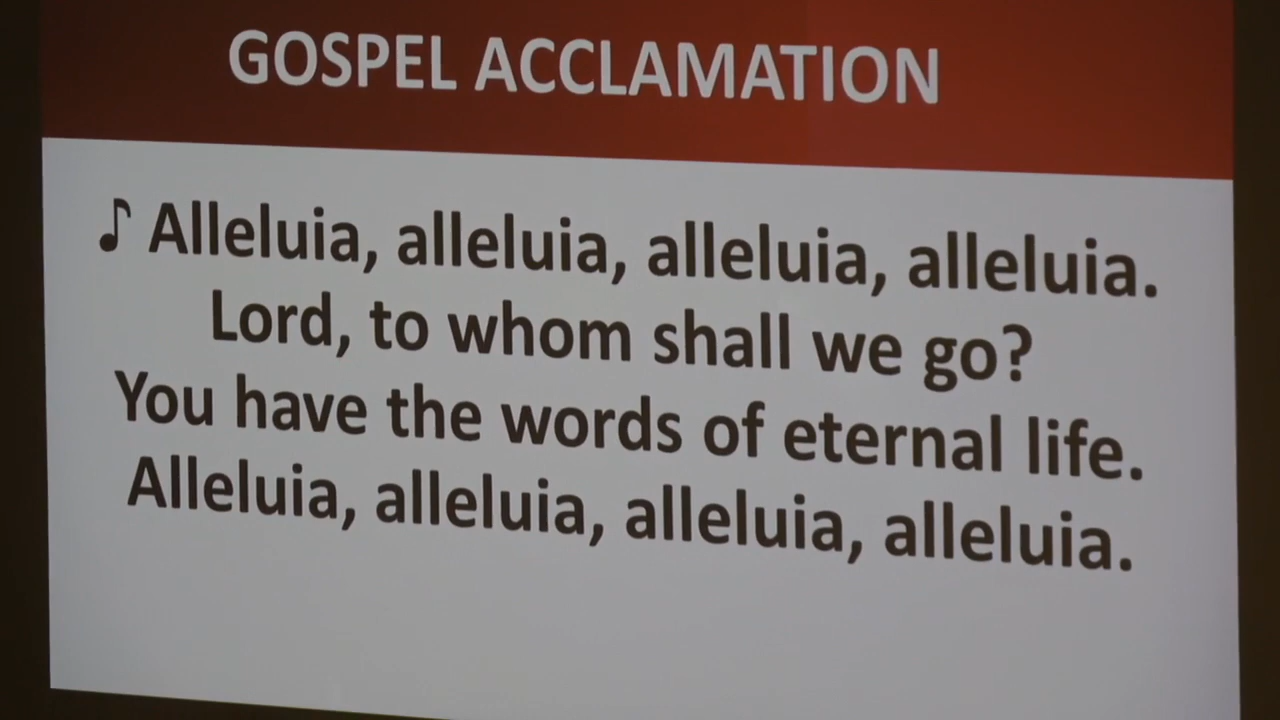 GOSPEL ACCLAMATION
♪ Alleluia, alleluia, alleluia, alleluia.
Lord, to whom shall we go?
You have the words of eternal life.
Alleluia, alleluia, alleluia, alleluia.